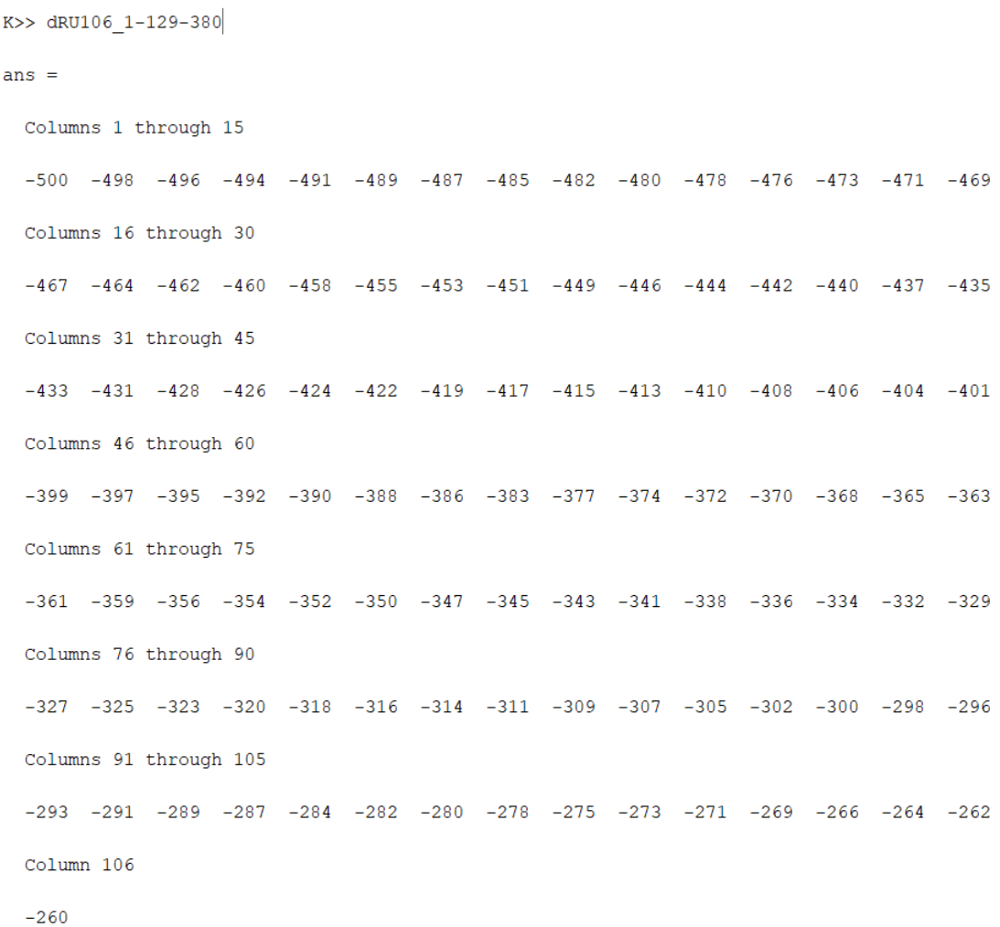 K>> dRU106_1-129-380
ans =
Columns 1 through 15
-500 -498 -496 -494 -491 -489 -487 -485 -482 -480 -478 -476 -473 -471 -469
Columns 16 through 30
-467 -464 -462 -460 -458 -455 -453 -451 -449 -446 -444 -442 -440 -437 -435
Columns 31 through 45
-433 -431 -428 -426 -424 -422 -419 -417 -415 -413 -410 -408 -406 -404 -401
Columns 46 through 60
-399 -397 -395 -392 -390 -388 -386 -383 -377 -374 -372 -370 -368 -365 -363
Columns 61 through 75
-361 -359 -356 -354 -352 -350 -347 -345 -343 -341 -338 -336 -334 -332 -329
Columns 76 through 90
-327 -325 -323 -320 -318 -316 -314 -311 -309 -307 -305 -302 -300 -298 -296
Columns 91 through 105
-293 -291 -289 -287 -284 -282 -280 -278 -275 -273 -271 -269 -266 -264 -262
Column 106
-260